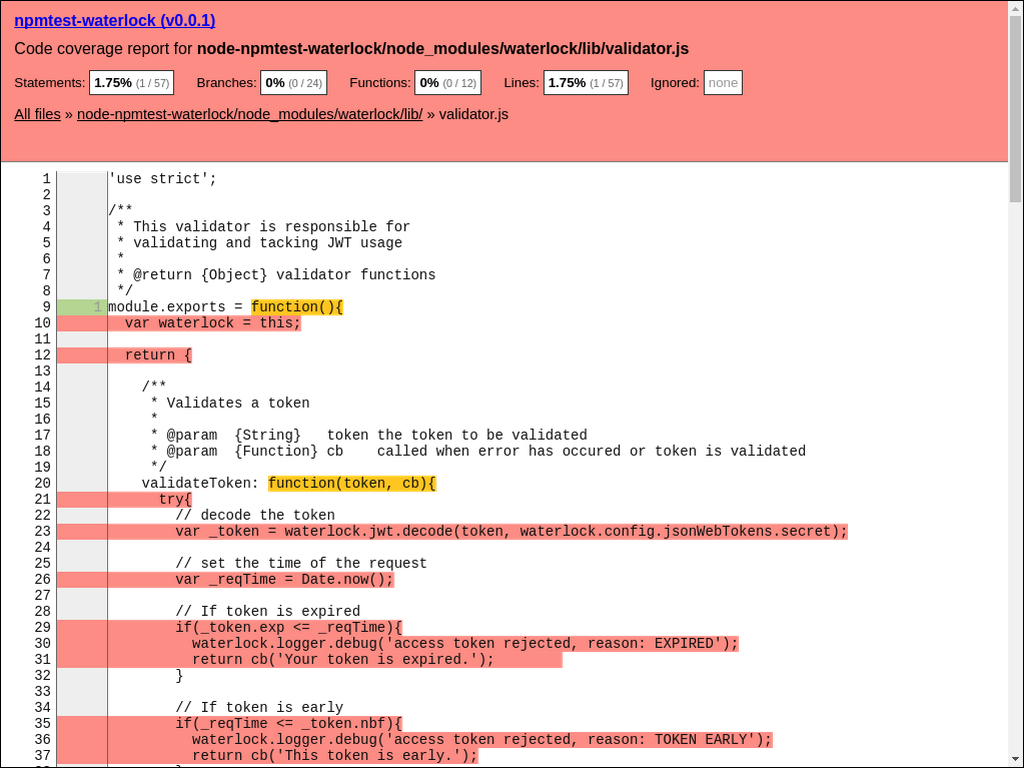 npmtest-waterlock (v0.0.1)
Code coverage report for node-npmtest-waterlock/node_modules/waterlock/lib/validator.js
Statements: 1.75% (1 / 57) Branches: 0% (0 / 24) Functions: 0% (0 / 12) Lines: 1.75% (1 / 57) Ignored: none
All files » node-npmtest-waterlock/node_modules/waterlock/lib/ » validator.js
1 'use strict';
2
3 /**
4  * This validator is responsible for
5  * validating and tacking JWT usage
6  *
7  * @return {Object} validator functions
8  */
9 1 module.exports = function(){
10   var waterlock = this;
11
12   return {
13
14     /**
15      * Validates a token
16      *
17      * @param  {String}   token the token to be validated
18      * @param  {Function} cb    called when error has occured or token is validated
19      */
20     validateToken: function(token, cb){
21       try{
22         // decode the token
23         var _token = waterlock.jwt.decode(token, waterlock.config.jsonWebTokens.secret);
24
25         // set the time of the request
26         var _reqTime = Date.now();
27
28         // If token is expired
29         if(_token.exp <= _reqTime){
30           waterlock.logger.debug('access token rejected, reason: EXPIRED');
31           return cb('Your token is expired.');
32         }
33
34         // If token is early
35         if(_reqTime <= _token.nbf){
36           waterlock.logger.debug('access token rejected, reason: TOKEN EARLY');
37           return cb('This token is early.');